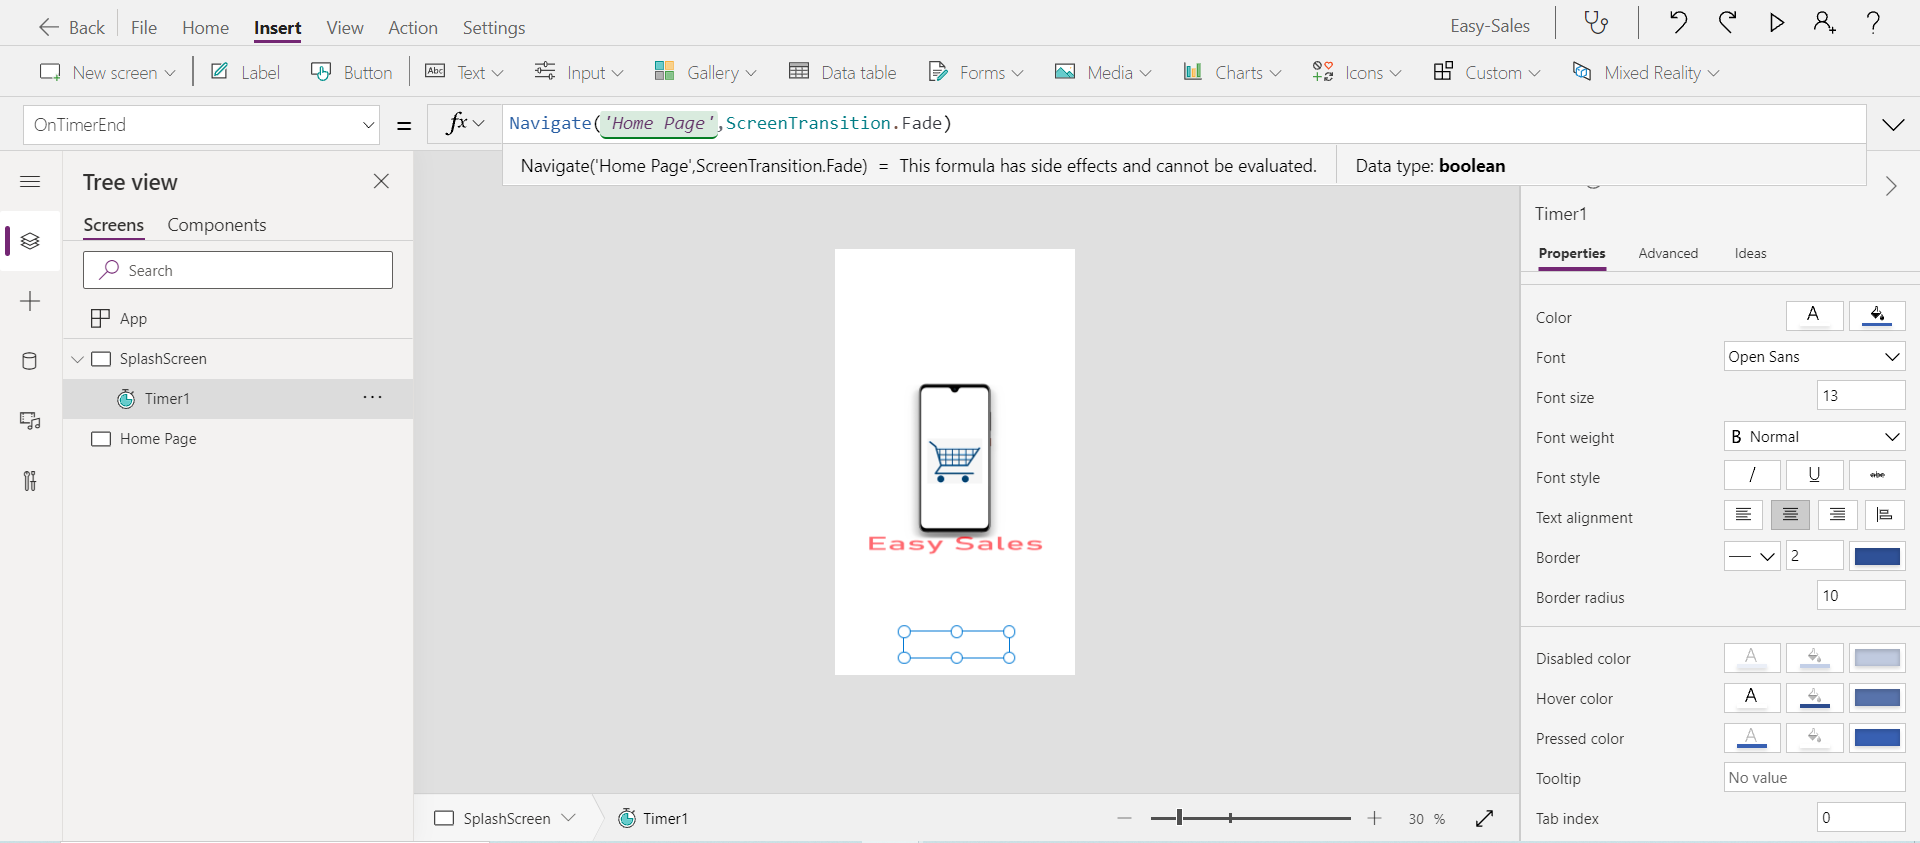 Back File Home Insert View Action Settings Easy-Sales
New screen Label Button Abc Text Input Gallery Data table Forms Media Charts Icons Custom Mixed Reality
OnTimerEnd = fx Navigate('Home Page',ScreenTransition.Fade)
Navigate('Home Page',ScreenTransition.Fade) = This formula has side effects and cannot be evaluated. Data type: boolean
Tree view
Screens Components
Search
App
SplashScreen
Timer1
Home Page
Easy Sales
SplashScreen Timer1 30 %
Timer1
Properties Advanced Ideas
Color A
Font Open Sans
Font size 13
Font weight B Normal
Font style / U abc
Text alignment
Border 2
Border radius 10
Disabled color A
Hover color A
Pressed color A
Tooltip No value
Tab index 0